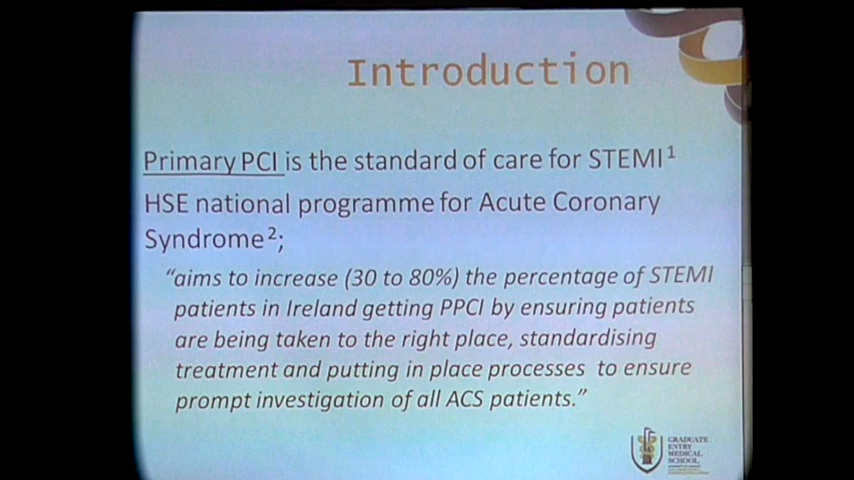 Introduction
Primary PCI is the standard of care for STEMI¹
HSE national programme for Acute Coronary
Syndrome²;
“aims to increase (30 to 80%) the percentage of STEMI
patients in Ireland getting PPCI by ensuring patients
are being taken to the right place, standardising
treatment and putting in place processes to ensure
prompt investigation of all ACS patients.”
GRADUATE
ENTRY
MEDICAL
SCHOOL